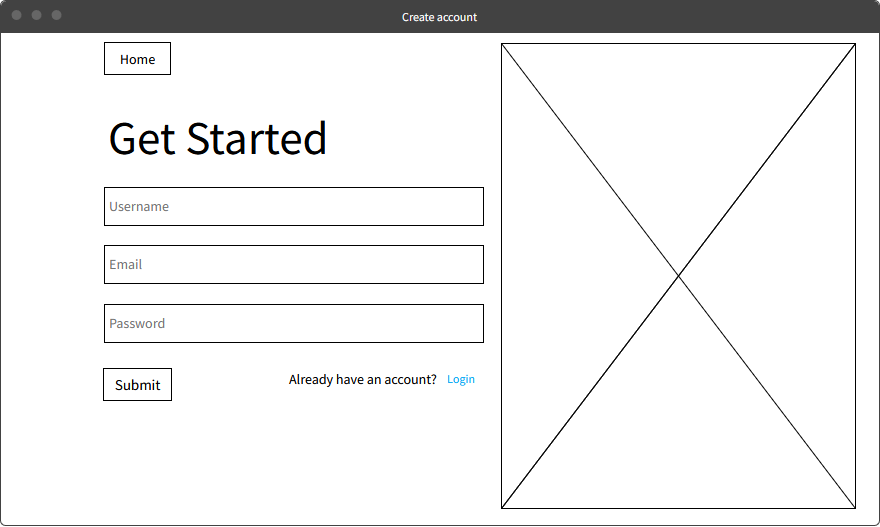 Create account
Home
Get Started
Username
Email
Password
Submit
Already have an account? Login